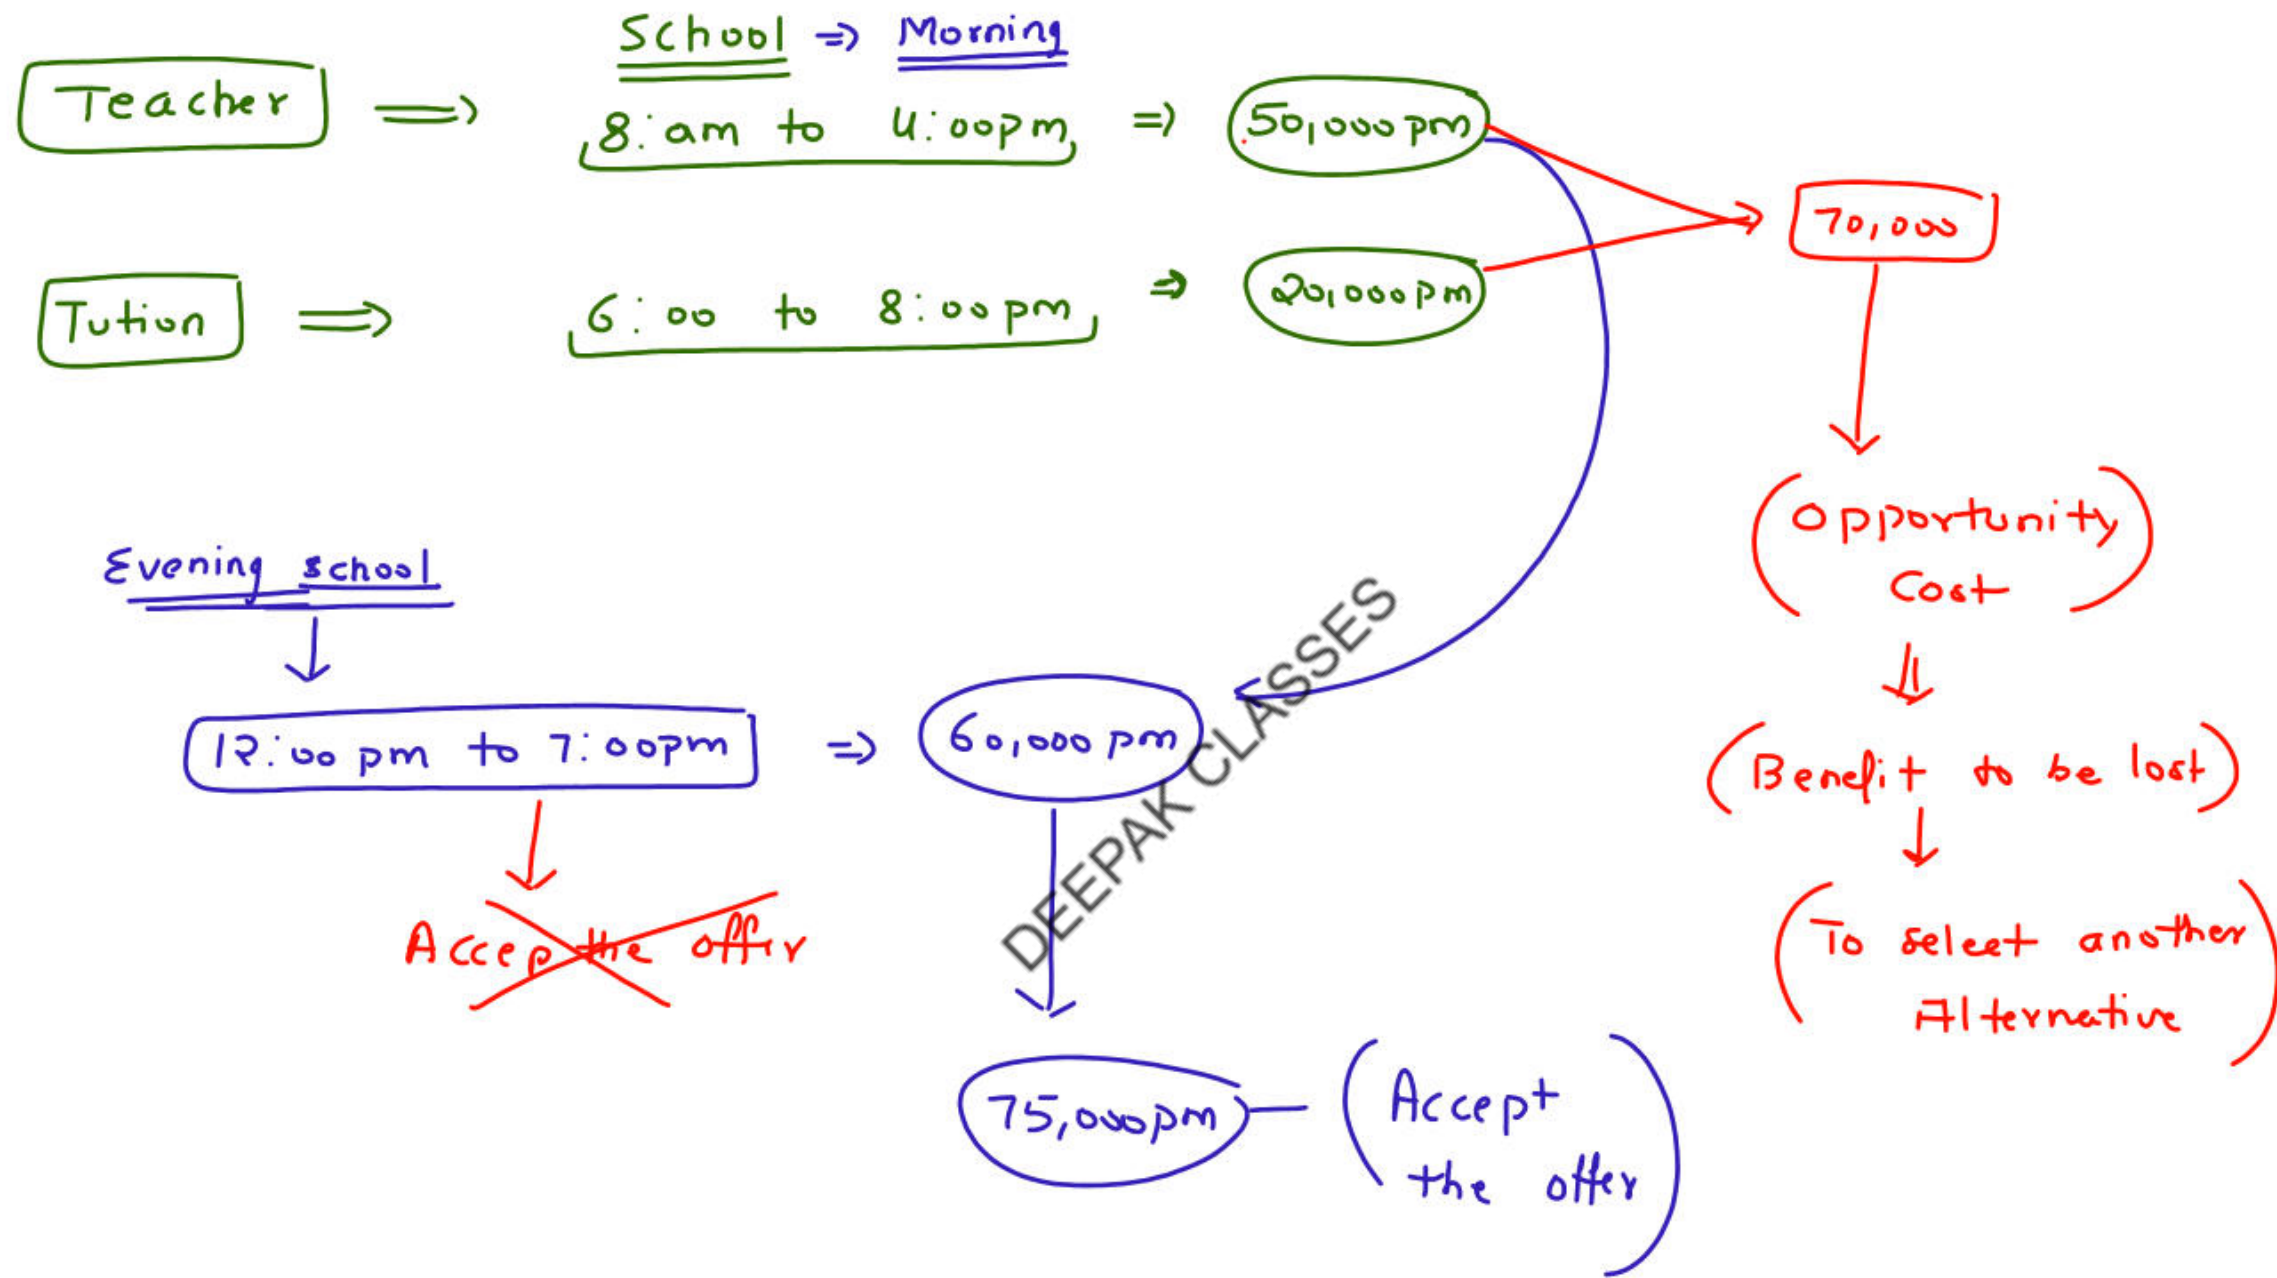 School ⇒ Morning
Teacher ⟹ 8:am to 4:00pm ⇒ 50,000pm
70,000
Tution ⟹ 6:00 to 8:00pm ⇒ 20,000pm
Opportunity
Cost
Evening school
12:00 pm to 7:00pm ⇒ 60,000 pm
(Benefit to be lost)
Accep the offer
(To select another
Alternative)
75,000pm — (Accept
the offer)
DEEPAK CLASSES